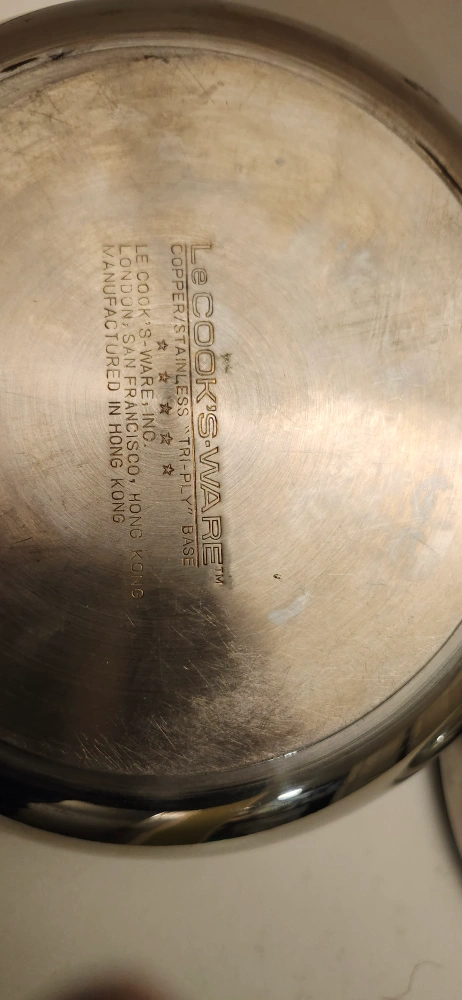 Le COOK'S-WARE™
COPPER/STAINLESS "TRI-PLY" BASE
☆ ☆ ☆ ☆ ☆
LE COOK'S-WARE, INC.
LONDON, SAN FRANCISCO, HONG KONG
MANUFACTURED IN HONG KONG